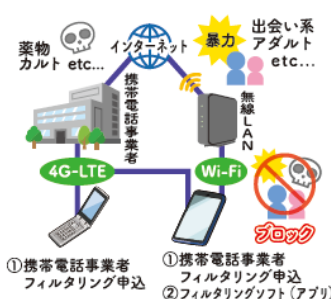 薬物
カルト etc...
インターネット
暴力
出会い系
アダルト
etc...
携帯電話事業者
無線LAN
4G-LTE
Wi-Fi
ブロック
①携帯電話事業者
フィルタリング申込
①携帯電話事業者
フィルタリング申込
②フィルタリングソフト(アプリ)